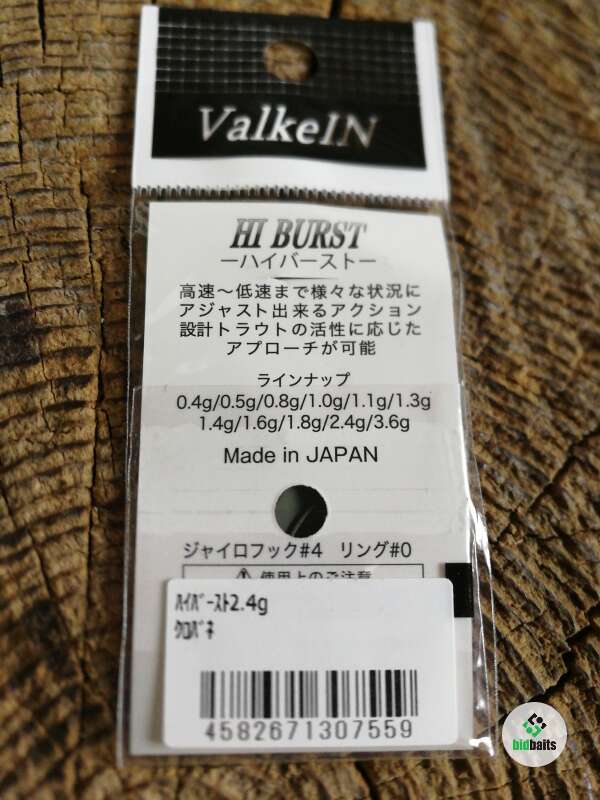 ValkeIN
HI BURST
ーハイバーストー
高速～低速まで様々な状況に
アジャスト出来るアクション
設計トラウトの活性に応じた
アプローチが可能
ラインナップ
0.4g/0.5g/0.8g/1.0g/1.1g/1.3g
1.4g/1.6g/1.8g/2.4g/3.6g
Made in JAPAN
ジャイロフック#4 リング#0
使用上のご注意
ﾊｲﾊﾞｰｽﾄ2.4g
ｸﾛﾊﾞﾈ
4582671307559
bidbaits